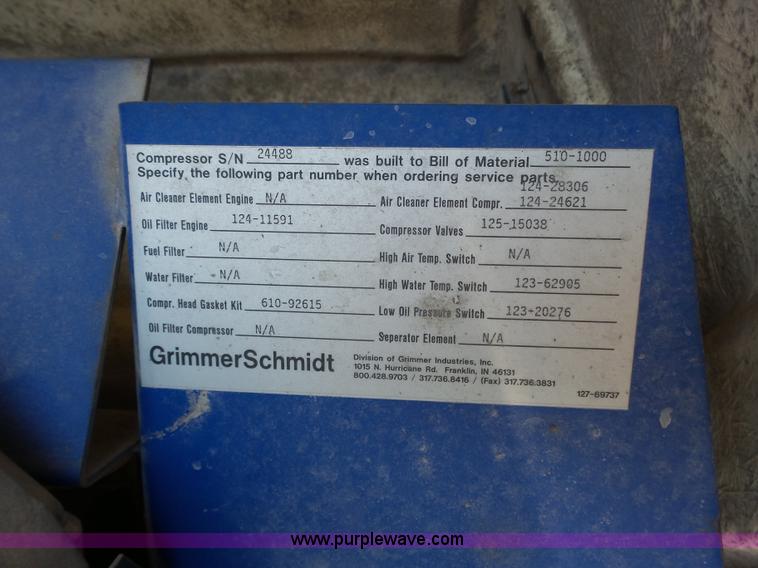 Compressor S/N 24488 was built to Bill of Material 510-1000
Specify the following part number when ordering service parts.
124-28306
Air Cleaner Element Engine N/A Air Cleaner Element Compr. 124-24621
Oil Filter Engine 124-11591 Compressor Valves 125-15038
Fuel Filter N/A High Air Temp. Switch N/A
Water Filter N/A High Water Temp. Switch 123-62905
Compr. Head Gasket Kit 610-92615 Low Oil Pressure Switch 123-20276
Oil Filter Compressor N/A Seperator Element N/A
GrimmerSchmidt
Division of Grimmer Industries, Inc.
1015 N. Hurricane Rd. Franklin, IN 46131
800.428.9703 / 317.736.8416 / (Fax) 317.736.3831
127-69737
www.purplewave.com